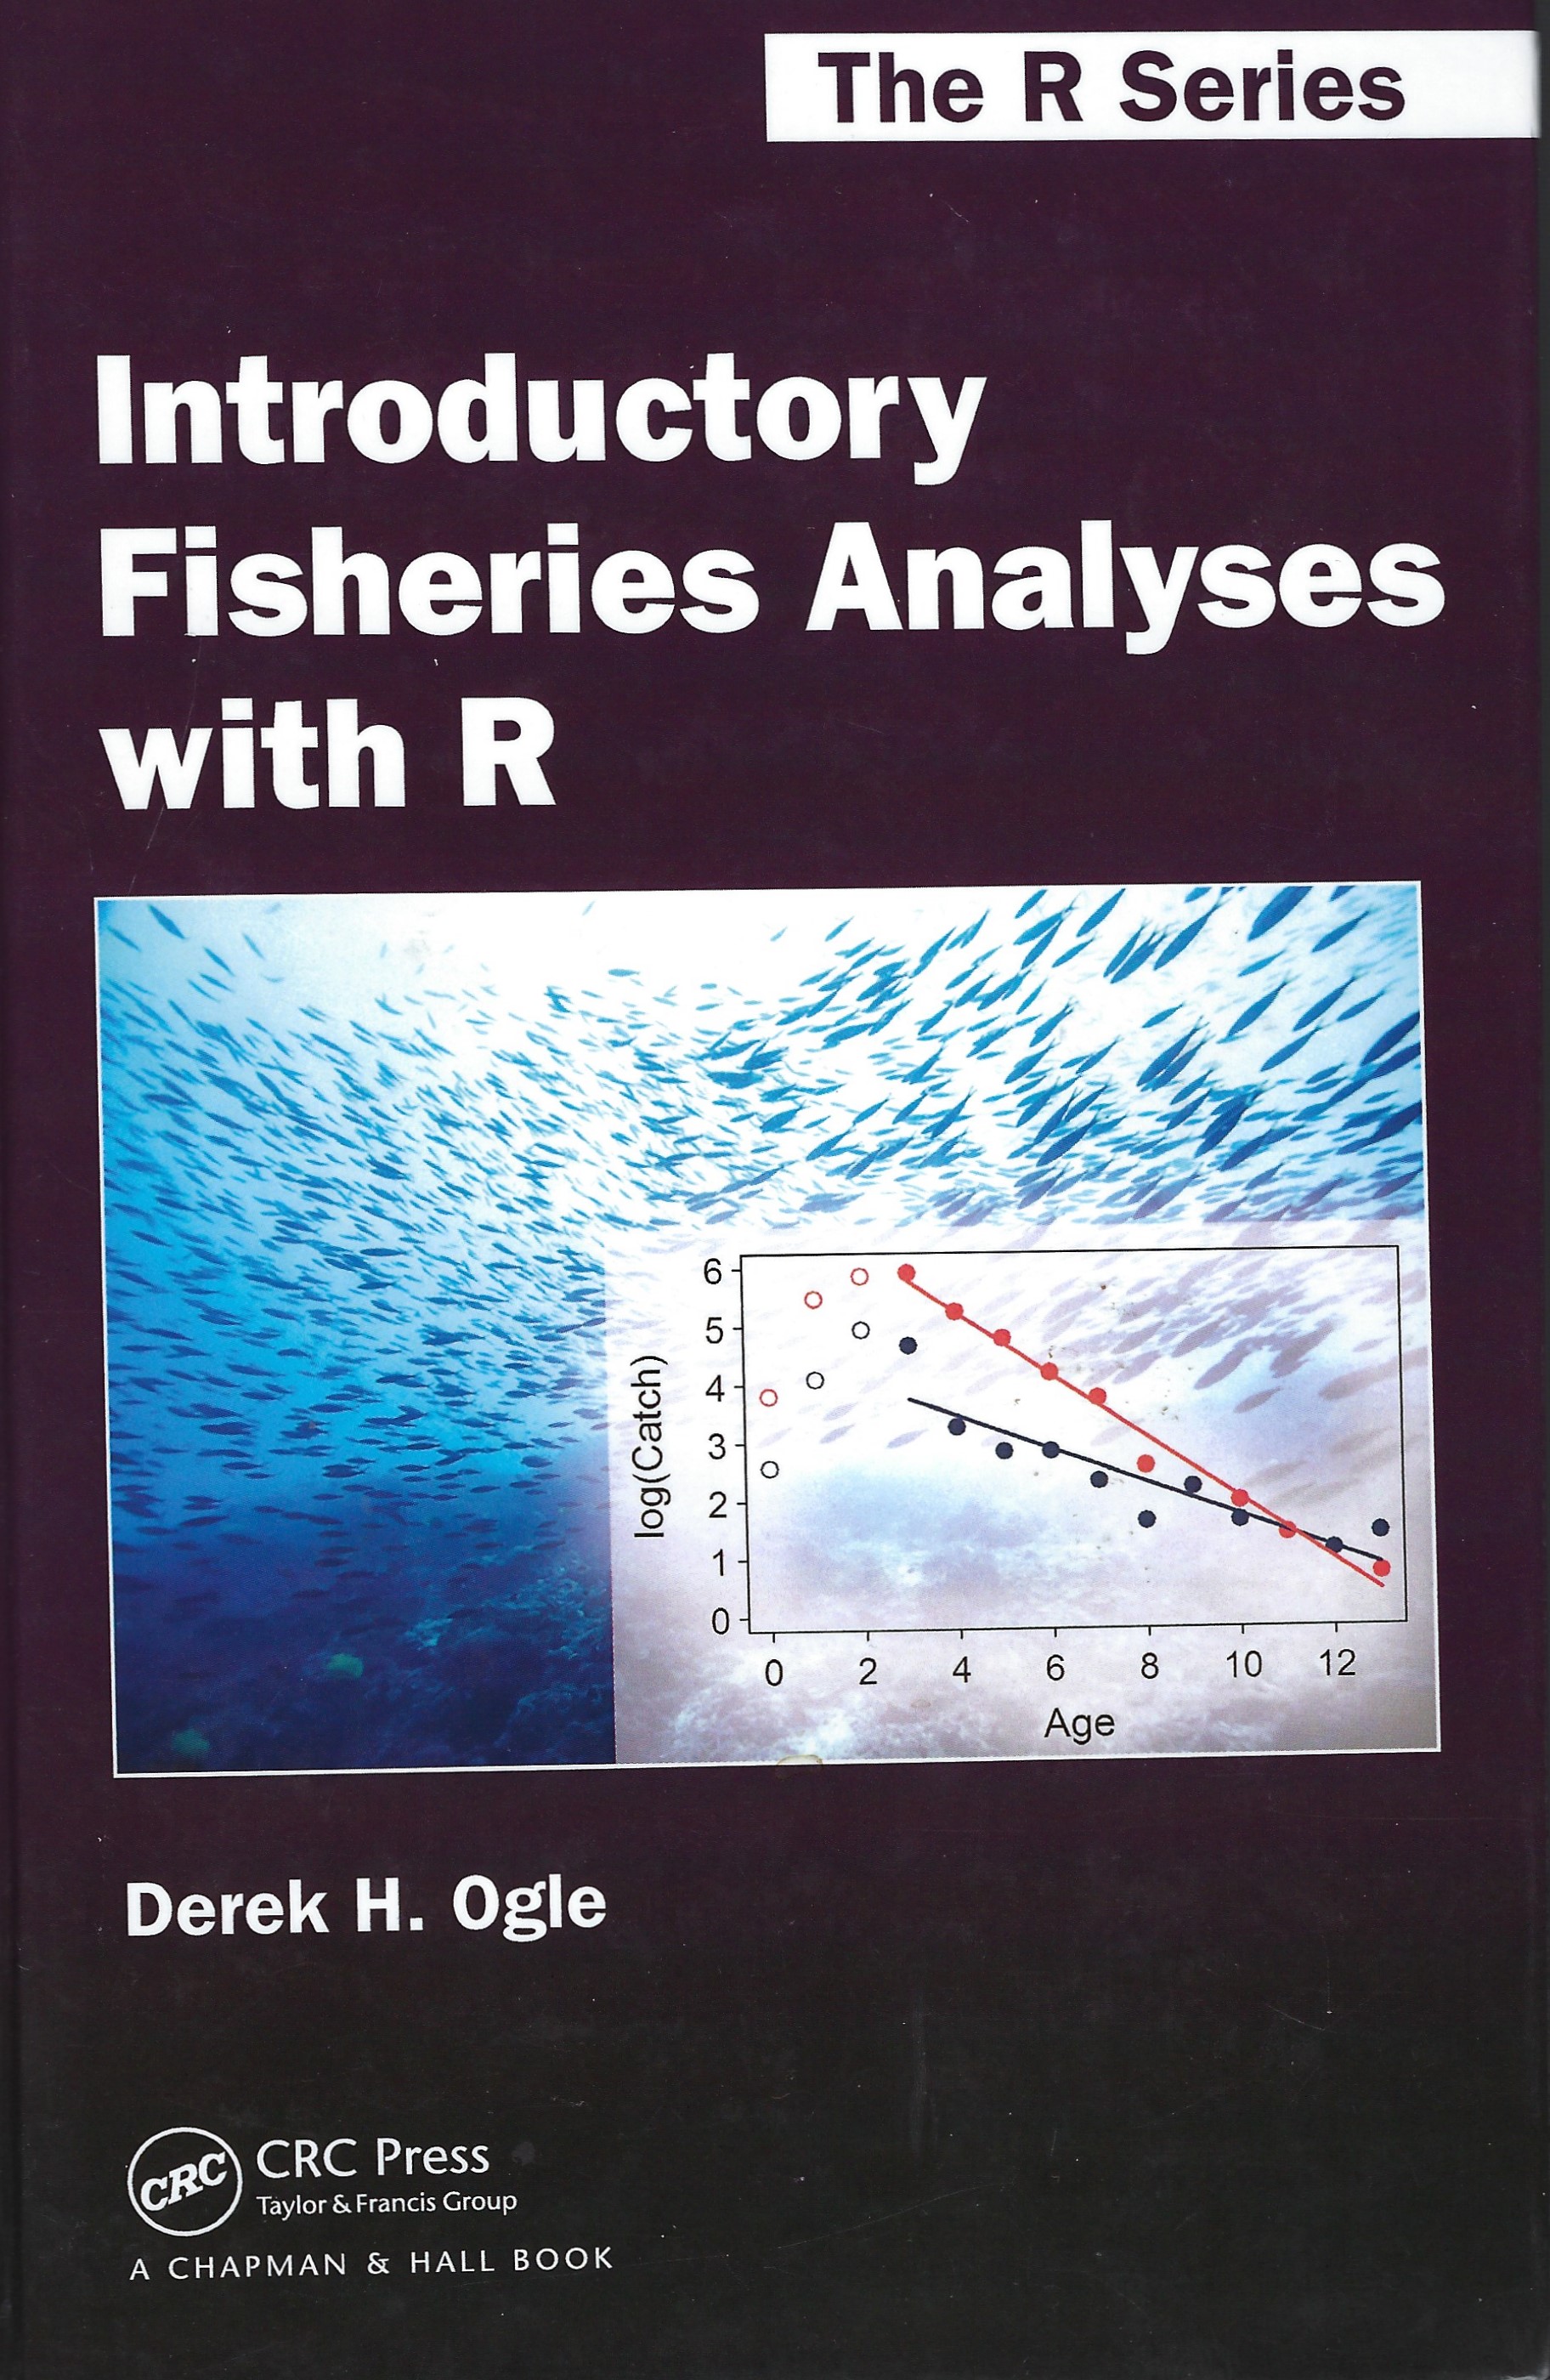 The R Series
Introductory
Fisheries Analyses
with R
6
5
4
3
2
1
0
log(Catch)
0 2 4 6 8 10 12
Age
Derek H. Ogle
CRC
CRC Press
Taylor & Francis Group
A CHAPMAN & HALL BOOK